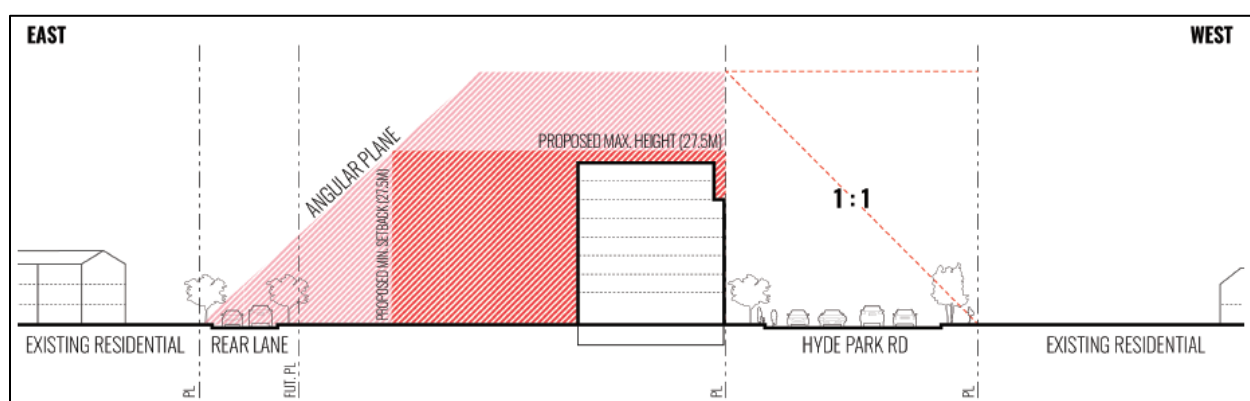 EAST
WEST
PROPOSED MAX. HEIGHT (27.5M)
ANGULAR PLANE
PROPOSED MIN. SETBACK (27.5M)
1 : 1
EXISTING RESIDENTIAL
REAR LANE
HYDE PARK RD
EXISTING RESIDENTIAL
PL
FUT. PL
PL
PL